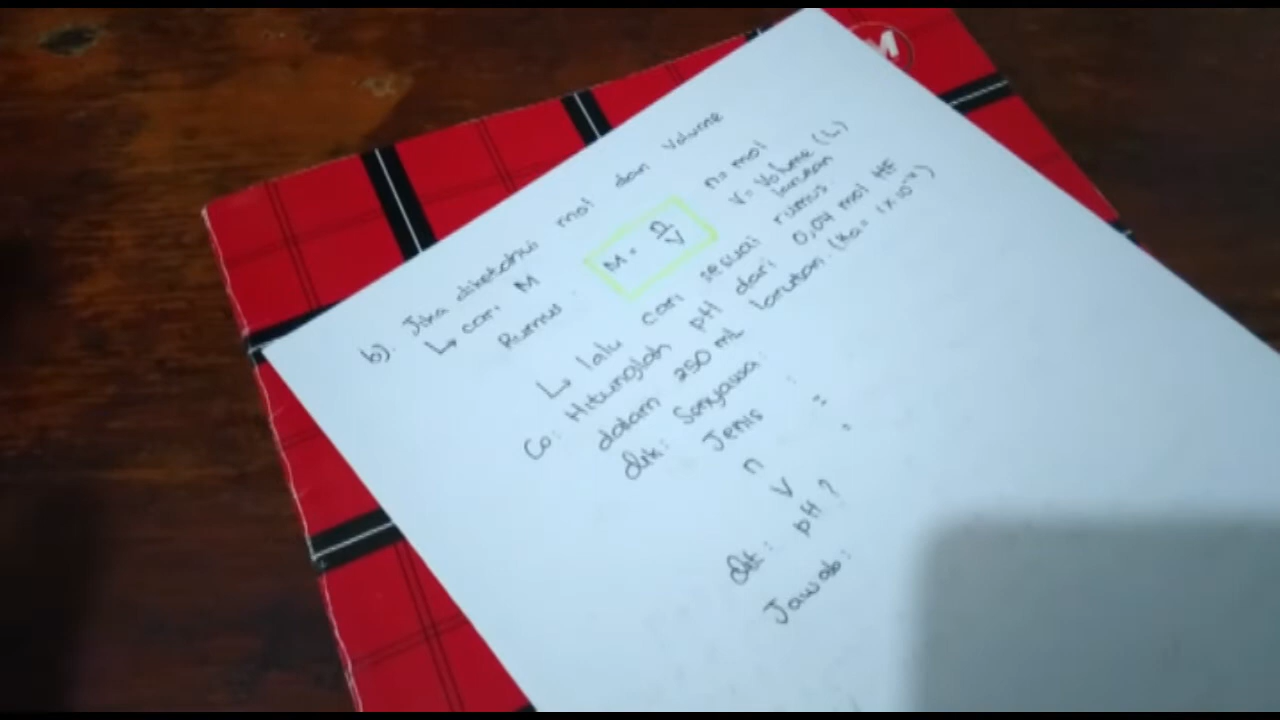 b). Jika diketahui mol dan Volume
↳ cari M
Rumus : M = n/V
n = mol
V = Volume (L)
larutan
↳ lalu cari sesuai rumus
Co: Hitunglah pH dari 0,04 mol HF
dalam 250 mL larutan. (Ka = 1 x 10
dik: Senyawa:
Jenis :
n =
V :
dit: pH?
Jawab:
M